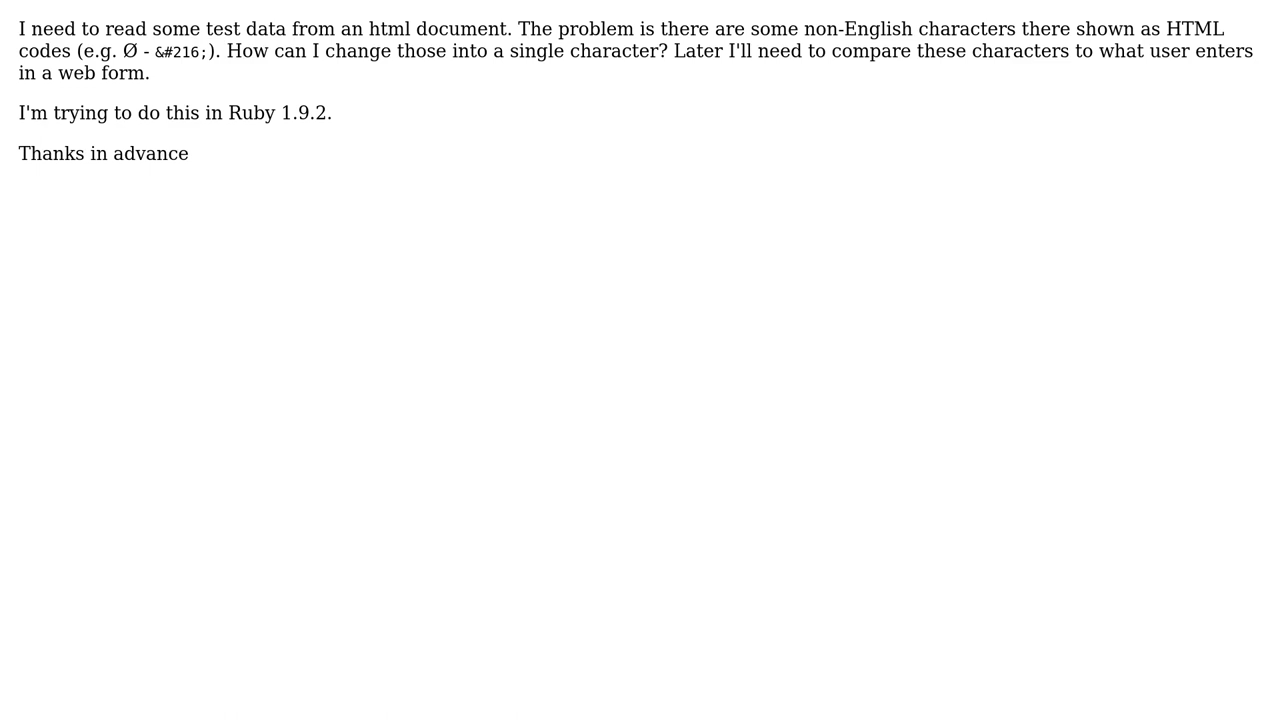 I need to read some test data from an html document. The problem is there are some non-English characters there shown as HTML
codes (e.g. Ø - &#216;). How can I change those into a single character? Later I'll need to compare these characters to what user enters
in a web form.
I'm trying to do this in Ruby 1.9.2.
Thanks in advance